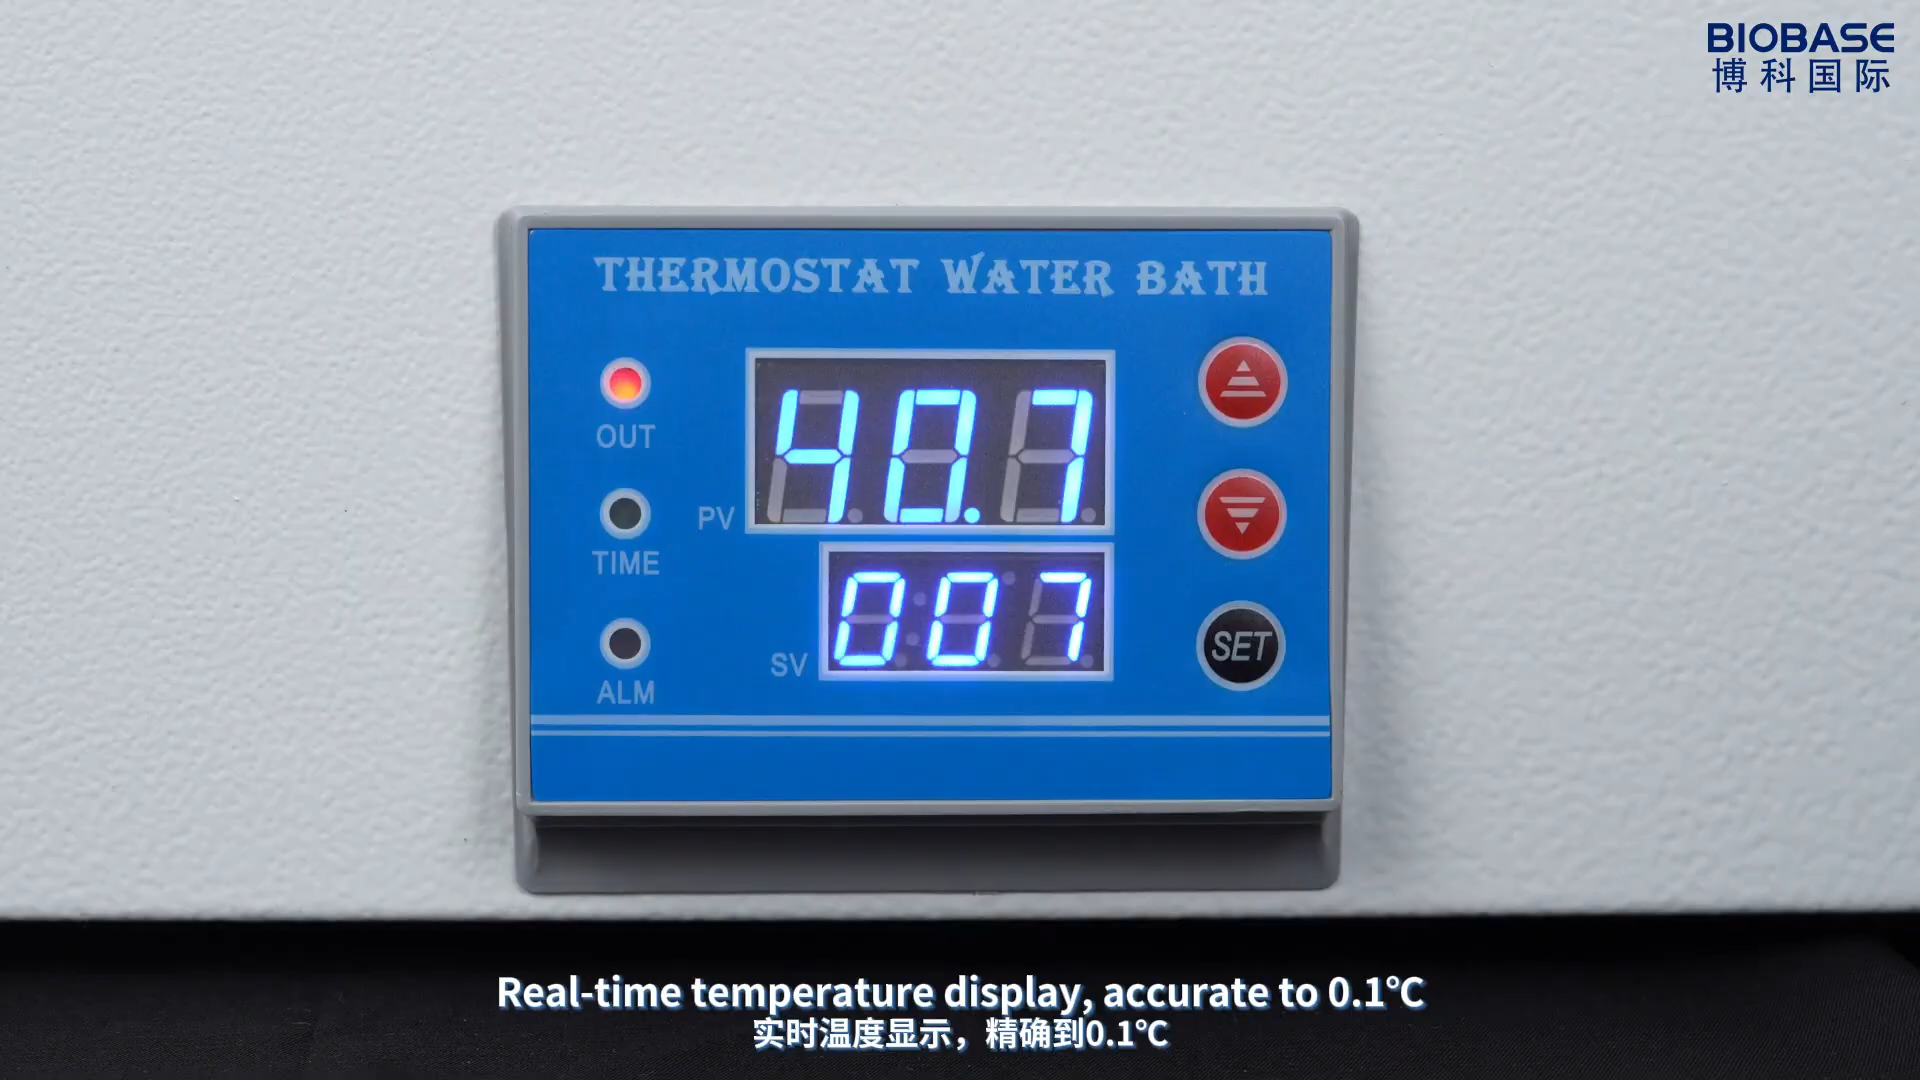 BIOBASE
博科国际
THERMOSTAT WATER BATH
OUT
TIME
ALM
PV
40.7
SV
007
SET
Real-time temperature display, accurate to 0.1℃
实时温度显示，精确到0.1℃